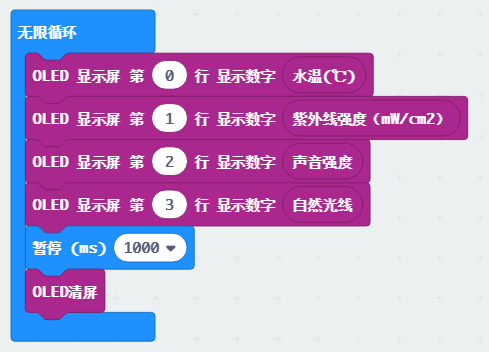 无限循环
OLED 显示屏 第 0 行 显示数字 水温(℃)
OLED 显示屏 第 1 行 显示数字 紫外线强度（mW/cm2）
OLED 显示屏 第 2 行 显示数字 声音强度
OLED 显示屏 第 3 行 显示数字 自然光线
暂停 (ms) 1000
OLED清屏